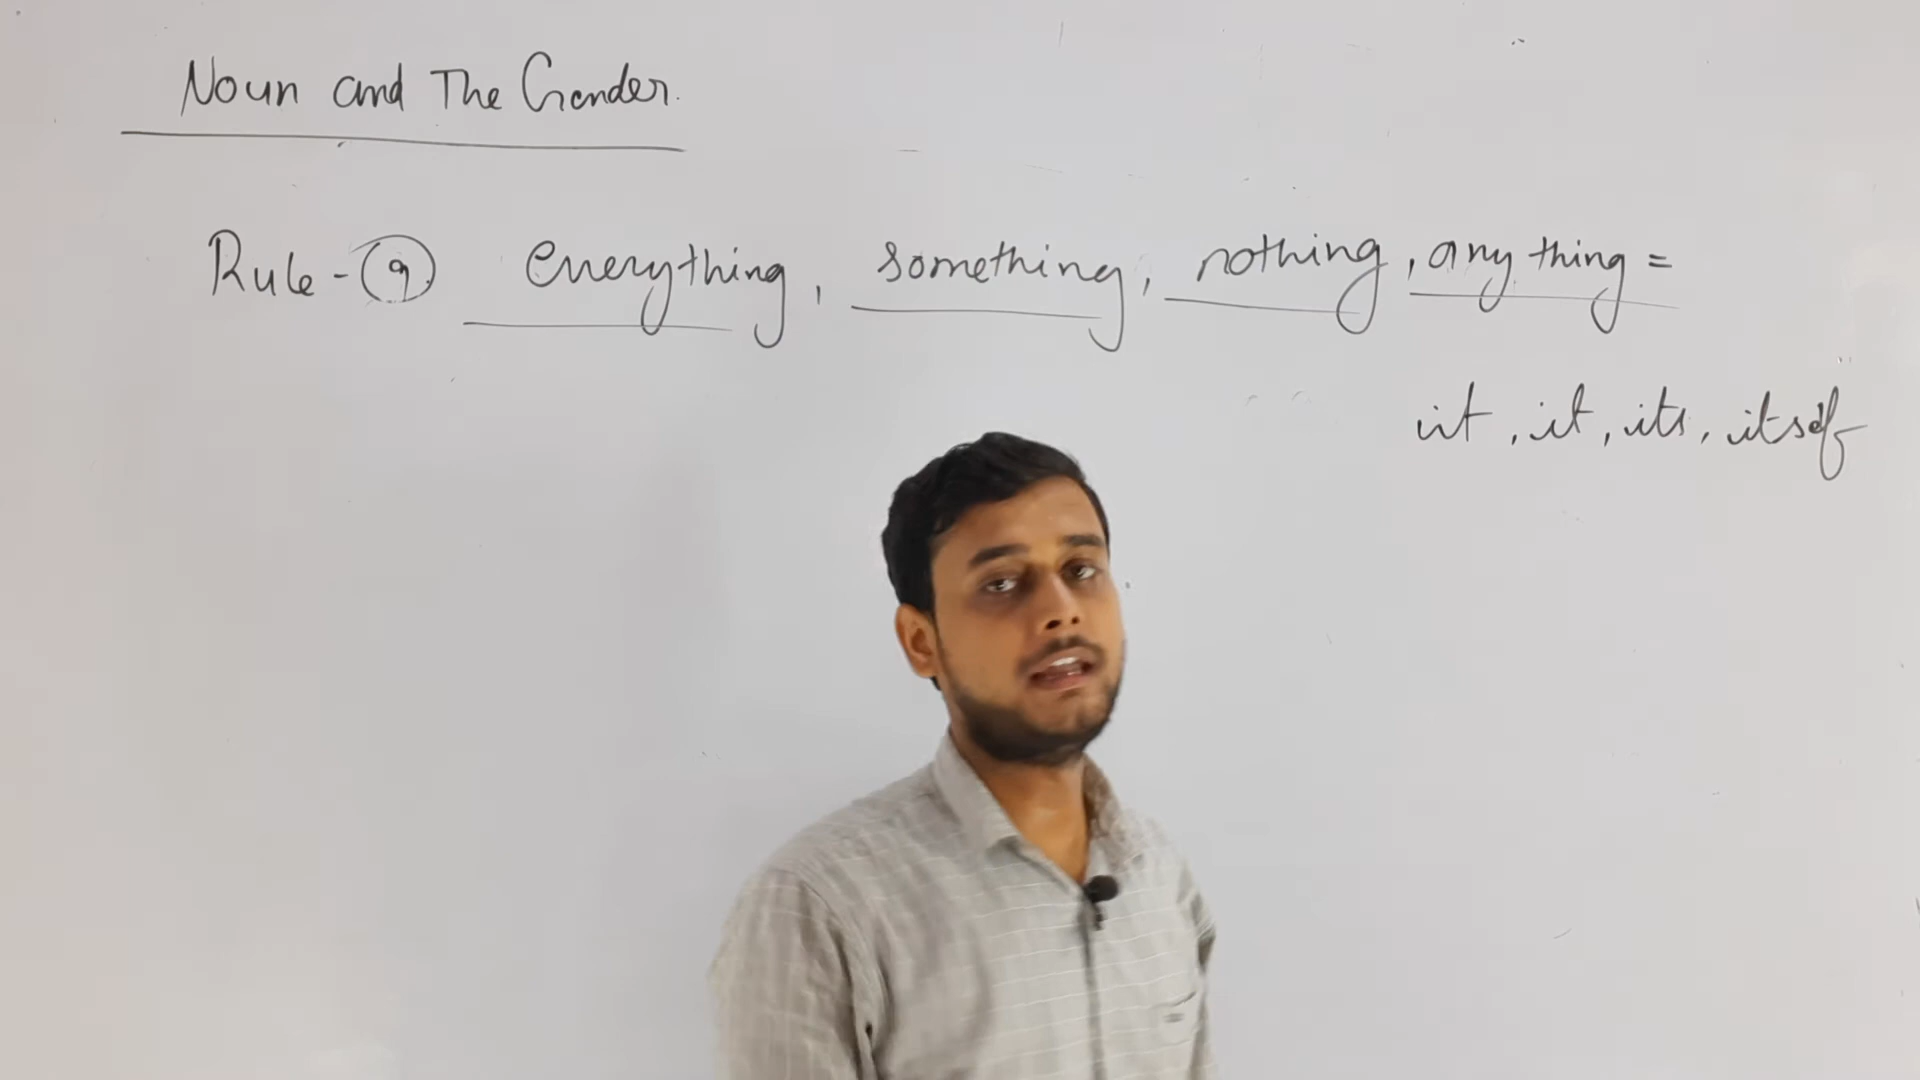 Noun and The Gender.
Rule - 9 everything, something, nothing, any thing =
it, it, its, itself